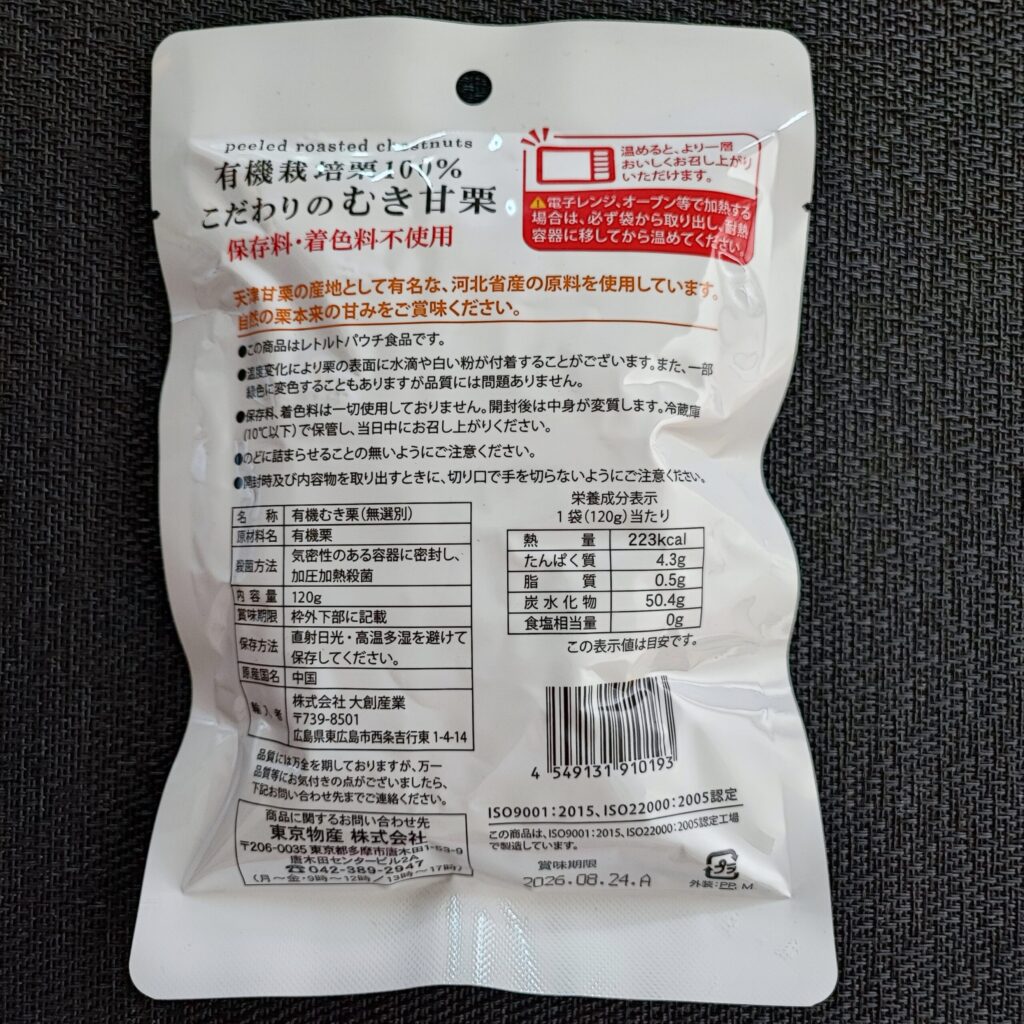 peeled roasted chestnuts
有機栽培栗100%
こだわりのむき甘栗
保存料・着色料不使用
温めると、より一層
おいしくお召し上がり
いただけます。
電子レンジ、オーブン等で加熱する
場合は、必ず袋から取り出し、耐熱
容器に移してから温めてください。
天津甘栗の産地として有名な、河北省産の原料を使用しています。
自然の栗本来の甘みをご賞味ください。
●この商品はレトルトパウチ食品です。
●温度変化により栗の表面に水滴や白い粉が付着することがございます。また、一部
緑色に変色することもありますが品質には問題ありません。
●保存料、着色料は一切使用しておりません。開封後は中身が変質します。冷蔵庫
(10℃以下)で保管し、当日中にお召し上がりください。
●のどに詰まらせることの無いようにご注意ください。
●開封時及び内容物を取り出すときに、切り口で手を切らないようにご注意ください。
名称 有機むき栗(無選別)
原材料名 有機栗
殺菌方法 気密性のある容器に密封し、
加圧加熱殺菌
内容量 120g
賞味期限 枠外下部に記載
保存方法 直射日光・高温多湿を避けて
保存してください。
原産国名 中国
輸入者 株式会社 大創産業
〒739-8501
広島県東広島市西条吉行東 1-4-14
栄養成分表示
1袋(120g)当たり
熱量 223kcal
たんぱく質 4.3g
脂質 0.5g
炭水化物 50.4g
食塩相当量 0g
この表示値は目安です。
品質には万全を期しておりますが、万一
品質等にお気付きの点がございましたら、
下記お問い合わせ先までご連絡ください。
商品に関するお問い合わせ先
東京物産 株式会社
〒206-0035 東京都多摩市唐木田1-53-9
唐木田センタービル2A
☎042-389-2947
(月〜金・9時〜12時/13時〜17時)
4 549131 910193
ISO9001:2015、ISO22000:2005認定
この商品は、ISO9001:2015、ISO22000:2005認定工場
で製造しています。
賞味期限
2026.08.24.A
プラ
外装:PP, M